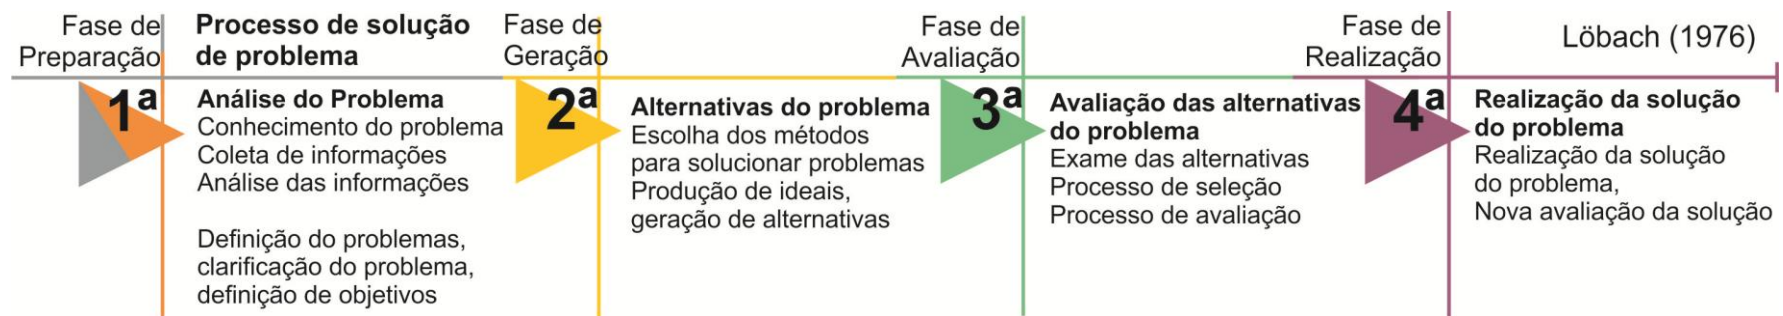 Fase de
Preparação
1ª
Processo de solução
de problema
Análise do Problema
Conhecimento do problema
Coleta de informações
Análise das informações
Definição do problemas,
clarificação do problema,
definição de objetivos
Fase de
Geração
2ª
Alternativas do problema
Escolha dos métodos
para solucionar problemas
Produção de ideais,
geração de alternativas
Fase de
Avaliação
3ª
Avaliação das alternativas
do problema
Exame das alternativas
Processo de seleção
Processo de avaliação
Fase de
Realização
4ª
Löbach (1976)
Realização da solução
do problema
Realização da solução
do problema,
Nova avaliação da solução